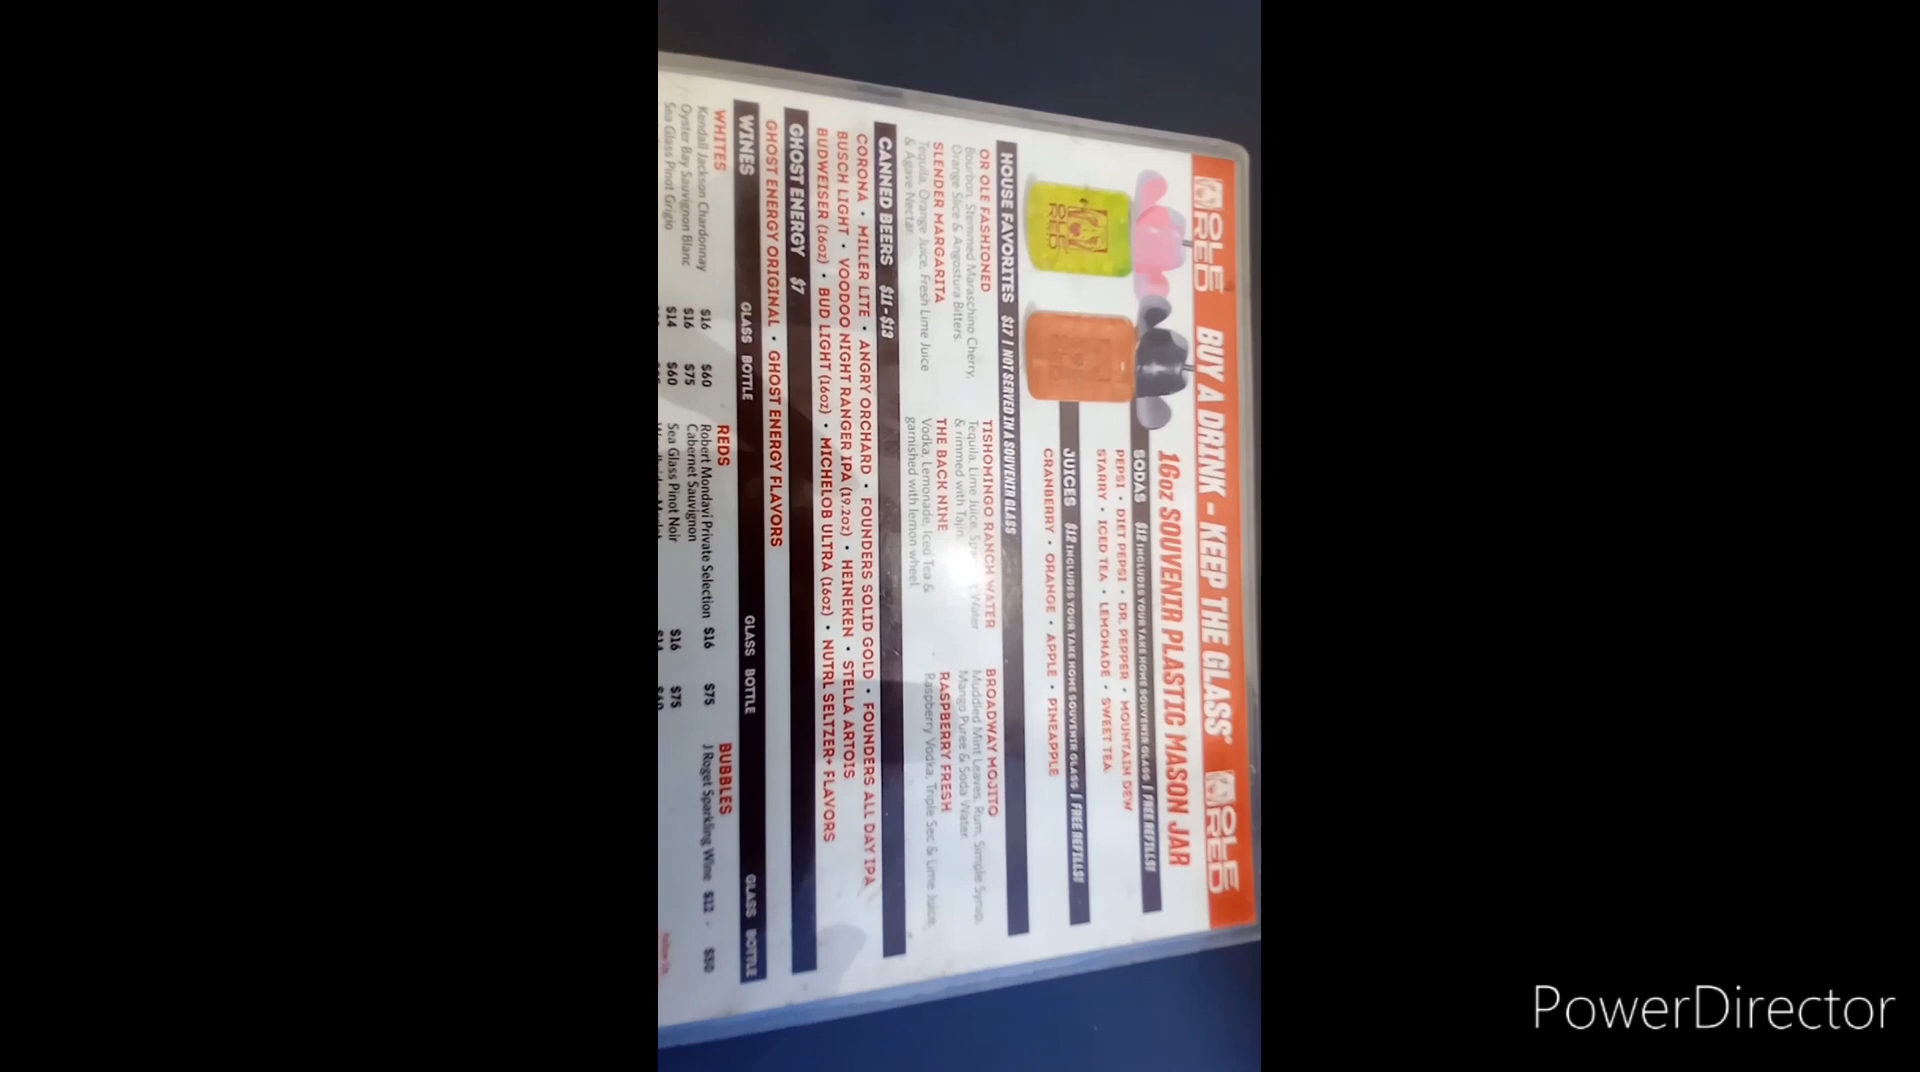 OLE RED
BUY A DRINK - KEEP THE GLASS*
OLE RED
16oz SOUVENIR PLASTIC MASON JAR
OLE RED
SODAS $12 INCLUDES YOUR TAKE HOME SOUVENIR GLASS | FREE REFILLS!
PEPSI • DIET PEPSI • DR. PEPPER • MOUNTAIN DEW
STARRY • ICED TEA • LEMONADE • SWEET TEA
JUICES $12 INCLUDES YOUR TAKE HOME SOUVENIR GLASS | FREE REFILLS!
CRANBERRY • ORANGE • APPLE • PINEAPPLE
HOUSE FAVORITES $17 | NOT SERVED IN A SOUVENIR GLASS
OR OLE FASHIONED
Bourbon, Stemmed Maraschino Cherry,
Orange Slice & Angostura Bitters.
SLENDER MARGARITA
Tequila, Orange Juice, Fresh Lime Juice
& Agave Nectar.
TISHOMINGO RANCH WATER
Tequila, Lime Juice, Water
& rimmed with Tajin.
THE BACK NINE
Vodka, Lemonade, Iced Tea &
garnished with lemon wheel.
BROADWAY MOJITO
Muddled Mint Leaves, Rum, Simple Syrup,
Mango Puree & Soda Water.
RASPBERRY FRESH
Raspberry Vodka, Triple Sec & Lime Juice.
CANNED BEERS $11 - $13
CORONA • MILLER LITE • ANGRY ORCHARD • FOUNDERS SOLID GOLD • FOUNDERS ALL DAY IPA
BUSCH LIGHT • VOODOO NIGHT RANGER IPA (19.2oz) • HEINEKEN • STELLA ARTOIS
BUDWEISER (16oz) • BUD LIGHT (16oz) • MICHELOB ULTRA (16oz) • NUTRL SELTZER+ FLAVORS
GHOST ENERGY $7
GHOST ENERGY ORIGINAL • GHOST ENERGY FLAVORS
WINES GLASS BOTTLE GLASS BOTTLE GLASS BOTTLE
WHITES
Kendall Jackson Chardonnay $16 $60
Oyster Bay Sauvignon Blanc $16 $75
Sea Glass Pinot Grigio $14 $60
REDS
Robert Mondavi Private Selection $16 $75
Cabernet Sauvignon
Sea Glass Pinot Noir $16 $75
BUBBLES
J Roget Sparkling Wine $12 $50
PowerDirector